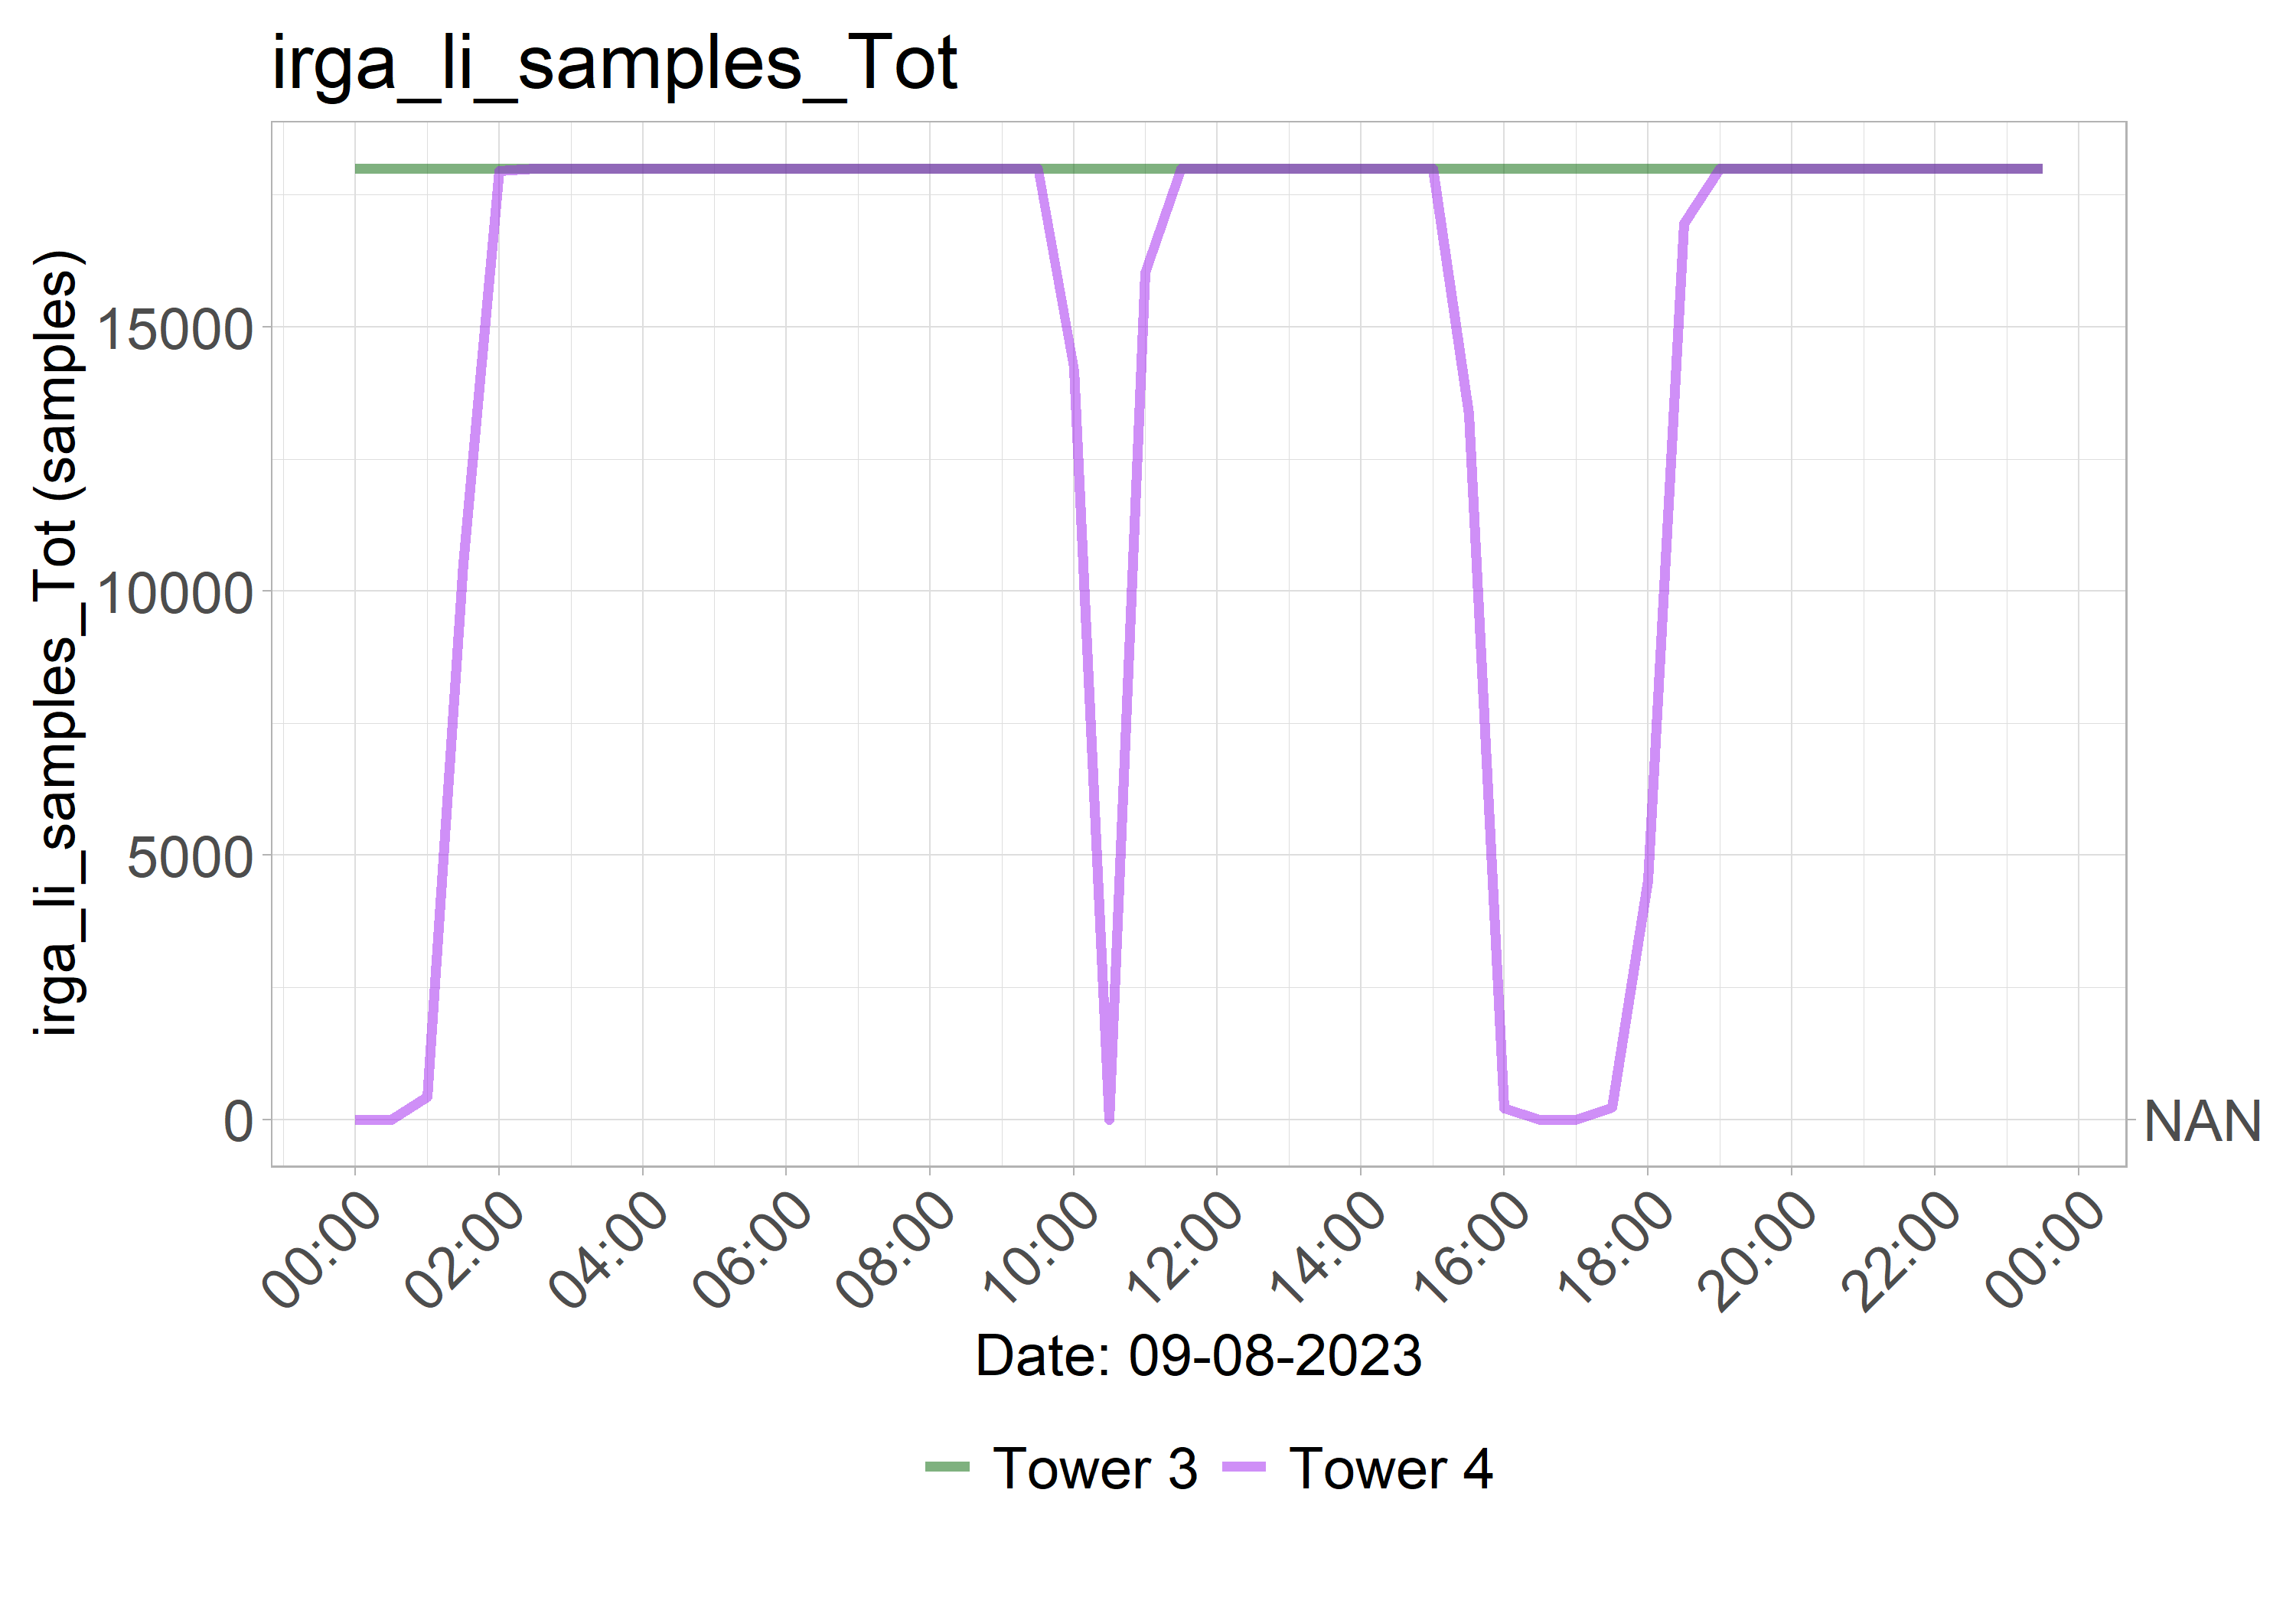 irga_li_samples_Tot
irga_li_samples_Tot (samples)
15000
10000
5000
0
NAN
00:00
02:00
04:00
06:00
08:00
10:00
12:00
14:00
16:00
18:00
20:00
22:00
00:00
Date: 09-08-2023
Tower 3
Tower 4